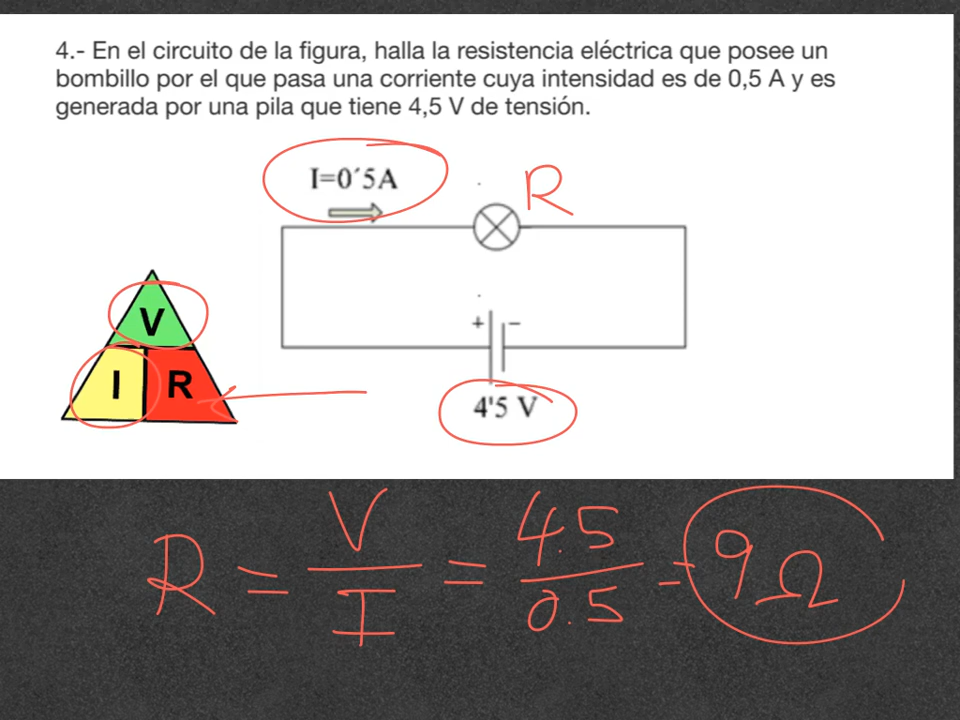 4.- En el circuito de la figura, halla la resistencia eléctrica que posee un
bombillo por el que pasa una corriente cuya intensidad es de 0,5 A y es
generada por una pila que tiene 4,5 V de tensión.
I=0´5A
R
+ −
4'5 V
V
I R
R = V/I = 4.5/0.5 = 9Ω